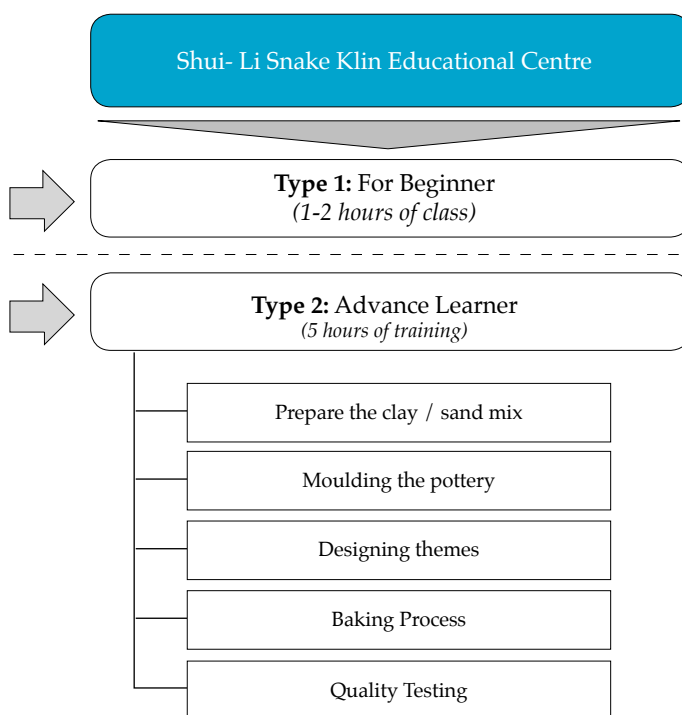 Shui- Li Snake Klin Educational Centre
Type 1: For Beginner
(1-2 hours of class)
Type 2: Advance Learner
(5 hours of training)
Prepare the clay / sand mix
Moulding the pottery
Designing themes
Baking Process
Quality Testing